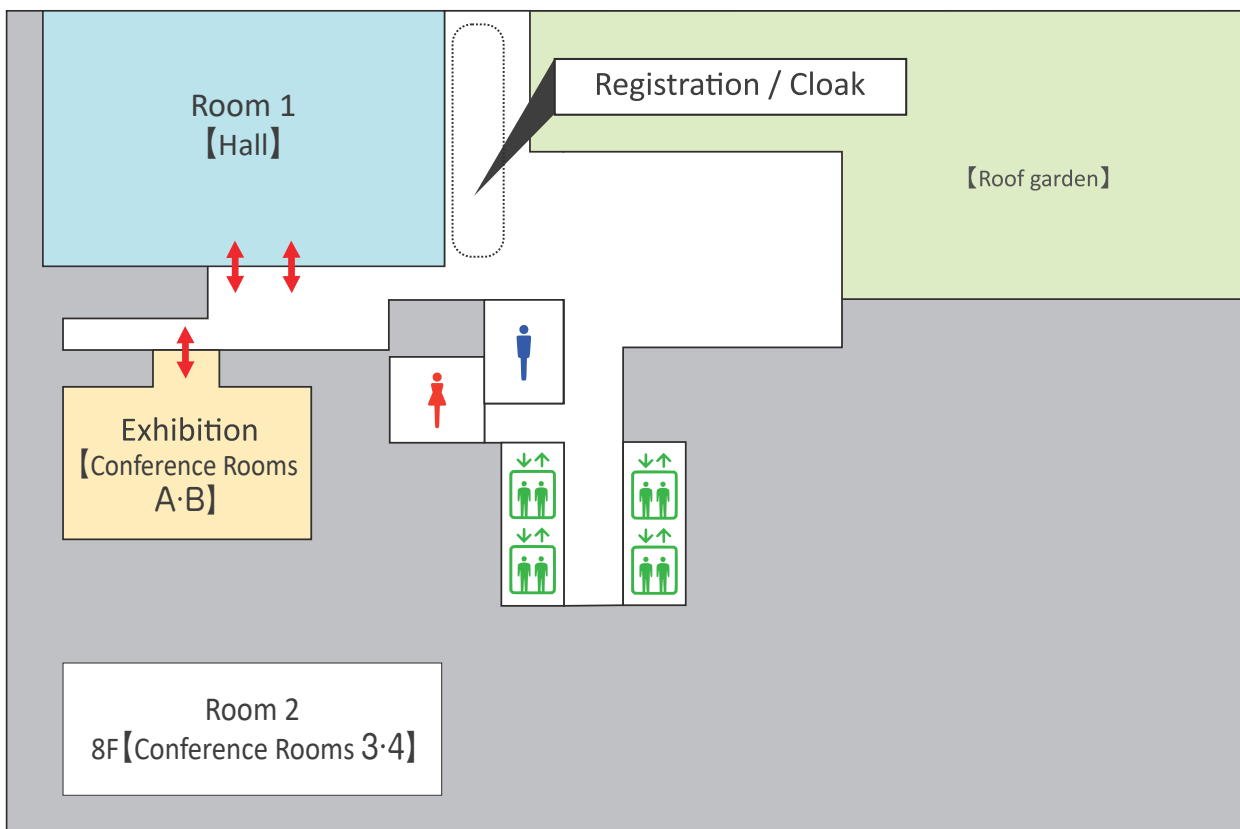 Room 1
【Hall】
Registration / Cloak
【Roof garden】
Exhibition
【Conference Rooms
A·B】
Room 2
8F【Conference Rooms 3·4】